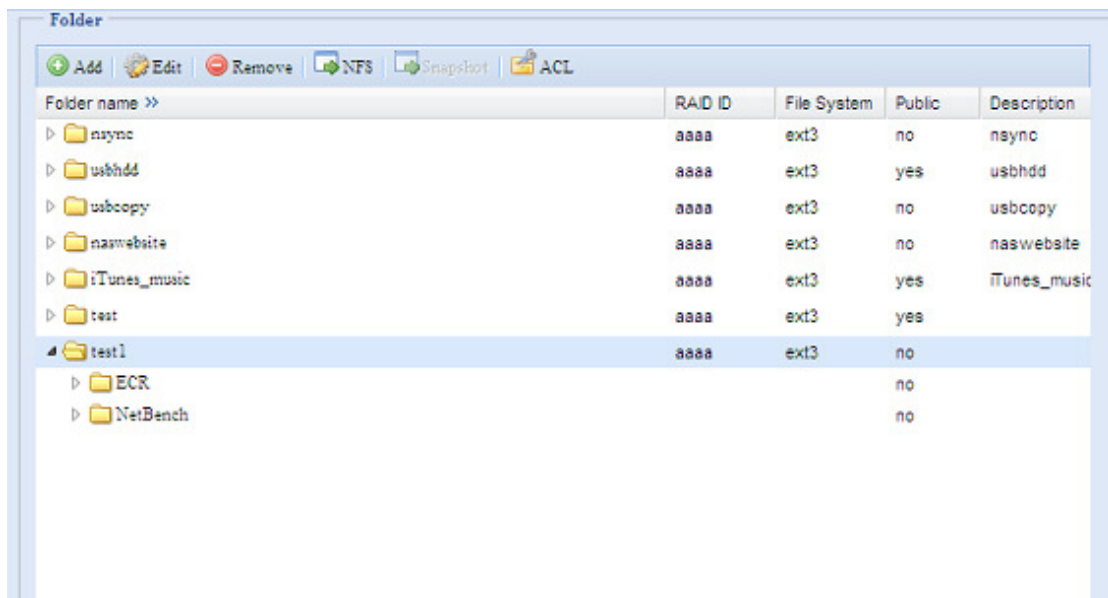 Folder
Add Edit Remove NFS Snapshot ACL
Folder name » RAID ID File System Public Description
nsync aaaa ext3 no nsync
usbhdd aaaa ext3 yes usbhdd
usbcopy aaaa ext3 no usbcopy
naswebsite aaaa ext3 no naswebsite
iTunes_music aaaa ext3 yes iTunes_music
test aaaa ext3 yes
test1 aaaa ext3 no
ECR no
NetBench no